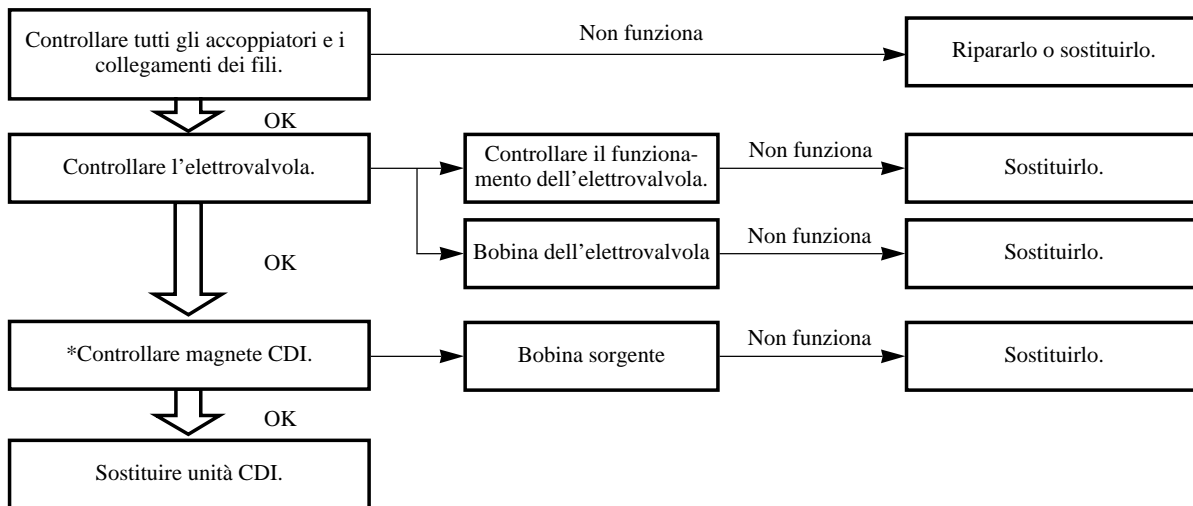 Controllare tutti gli accoppiatori e i
collegamenti dei fili.
Non funziona
Ripararlo o sostituirlo.
OK
Controllare l’elettrovalvola.
Controllare il funziona-
mento dell’elettrovalvola.
Non funziona
Sostituirlo.
Bobina dell’elettrovalvola
Non funziona
Sostituirlo.
OK
*Controllare magnete CDI.
Bobina sorgente
Non funziona
Sostituirlo.
OK
Sostituire unità CDI.